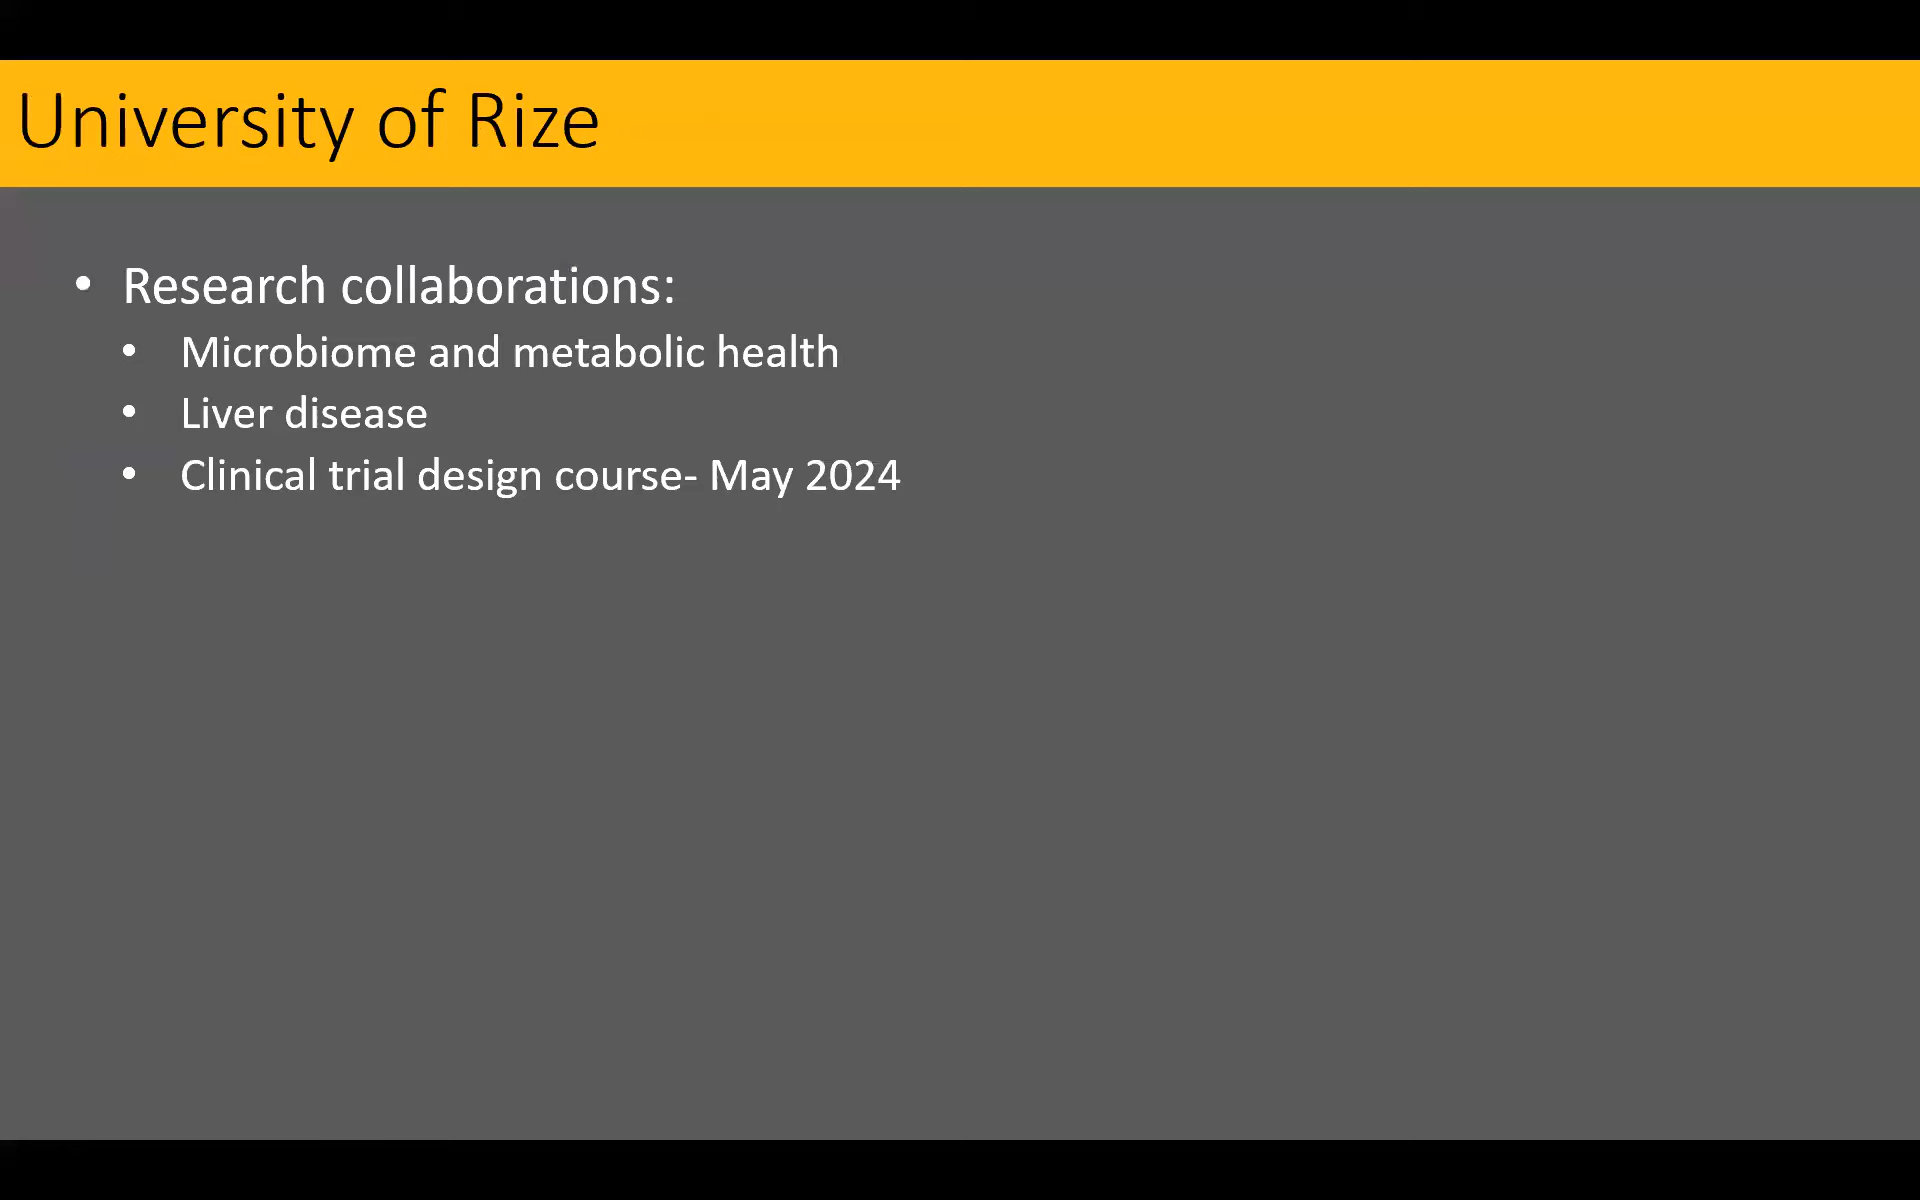 University of Rize
• Research collaborations:
• Microbiome and metabolic health
• Liver disease
• Clinical trial design course- May 2024